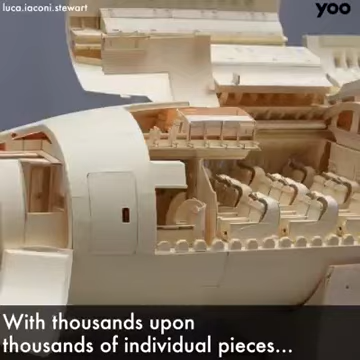 luca.iaconi.stewart
yoo
With thousands upon
thousands of individual pieces...